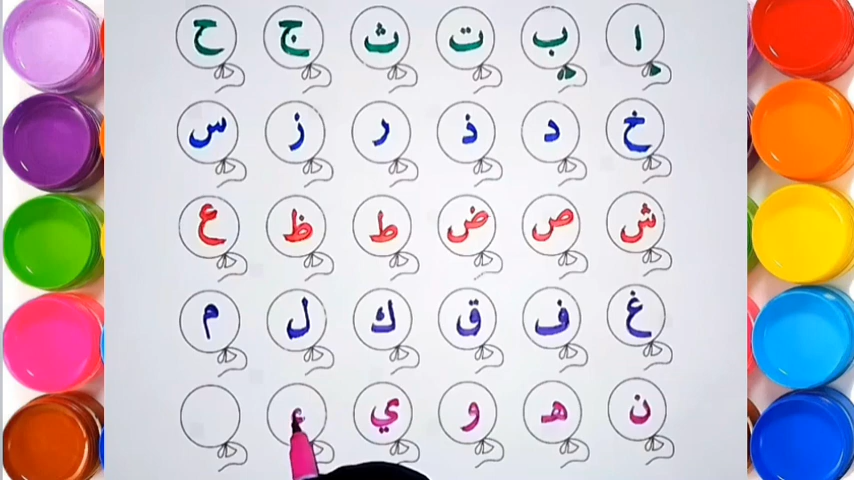 ا ب ت ث ج ح
خ د ذ ر ز س
ش ص ض ط ظ ع
غ ف ق ك ل م
ن هـ و ي ء